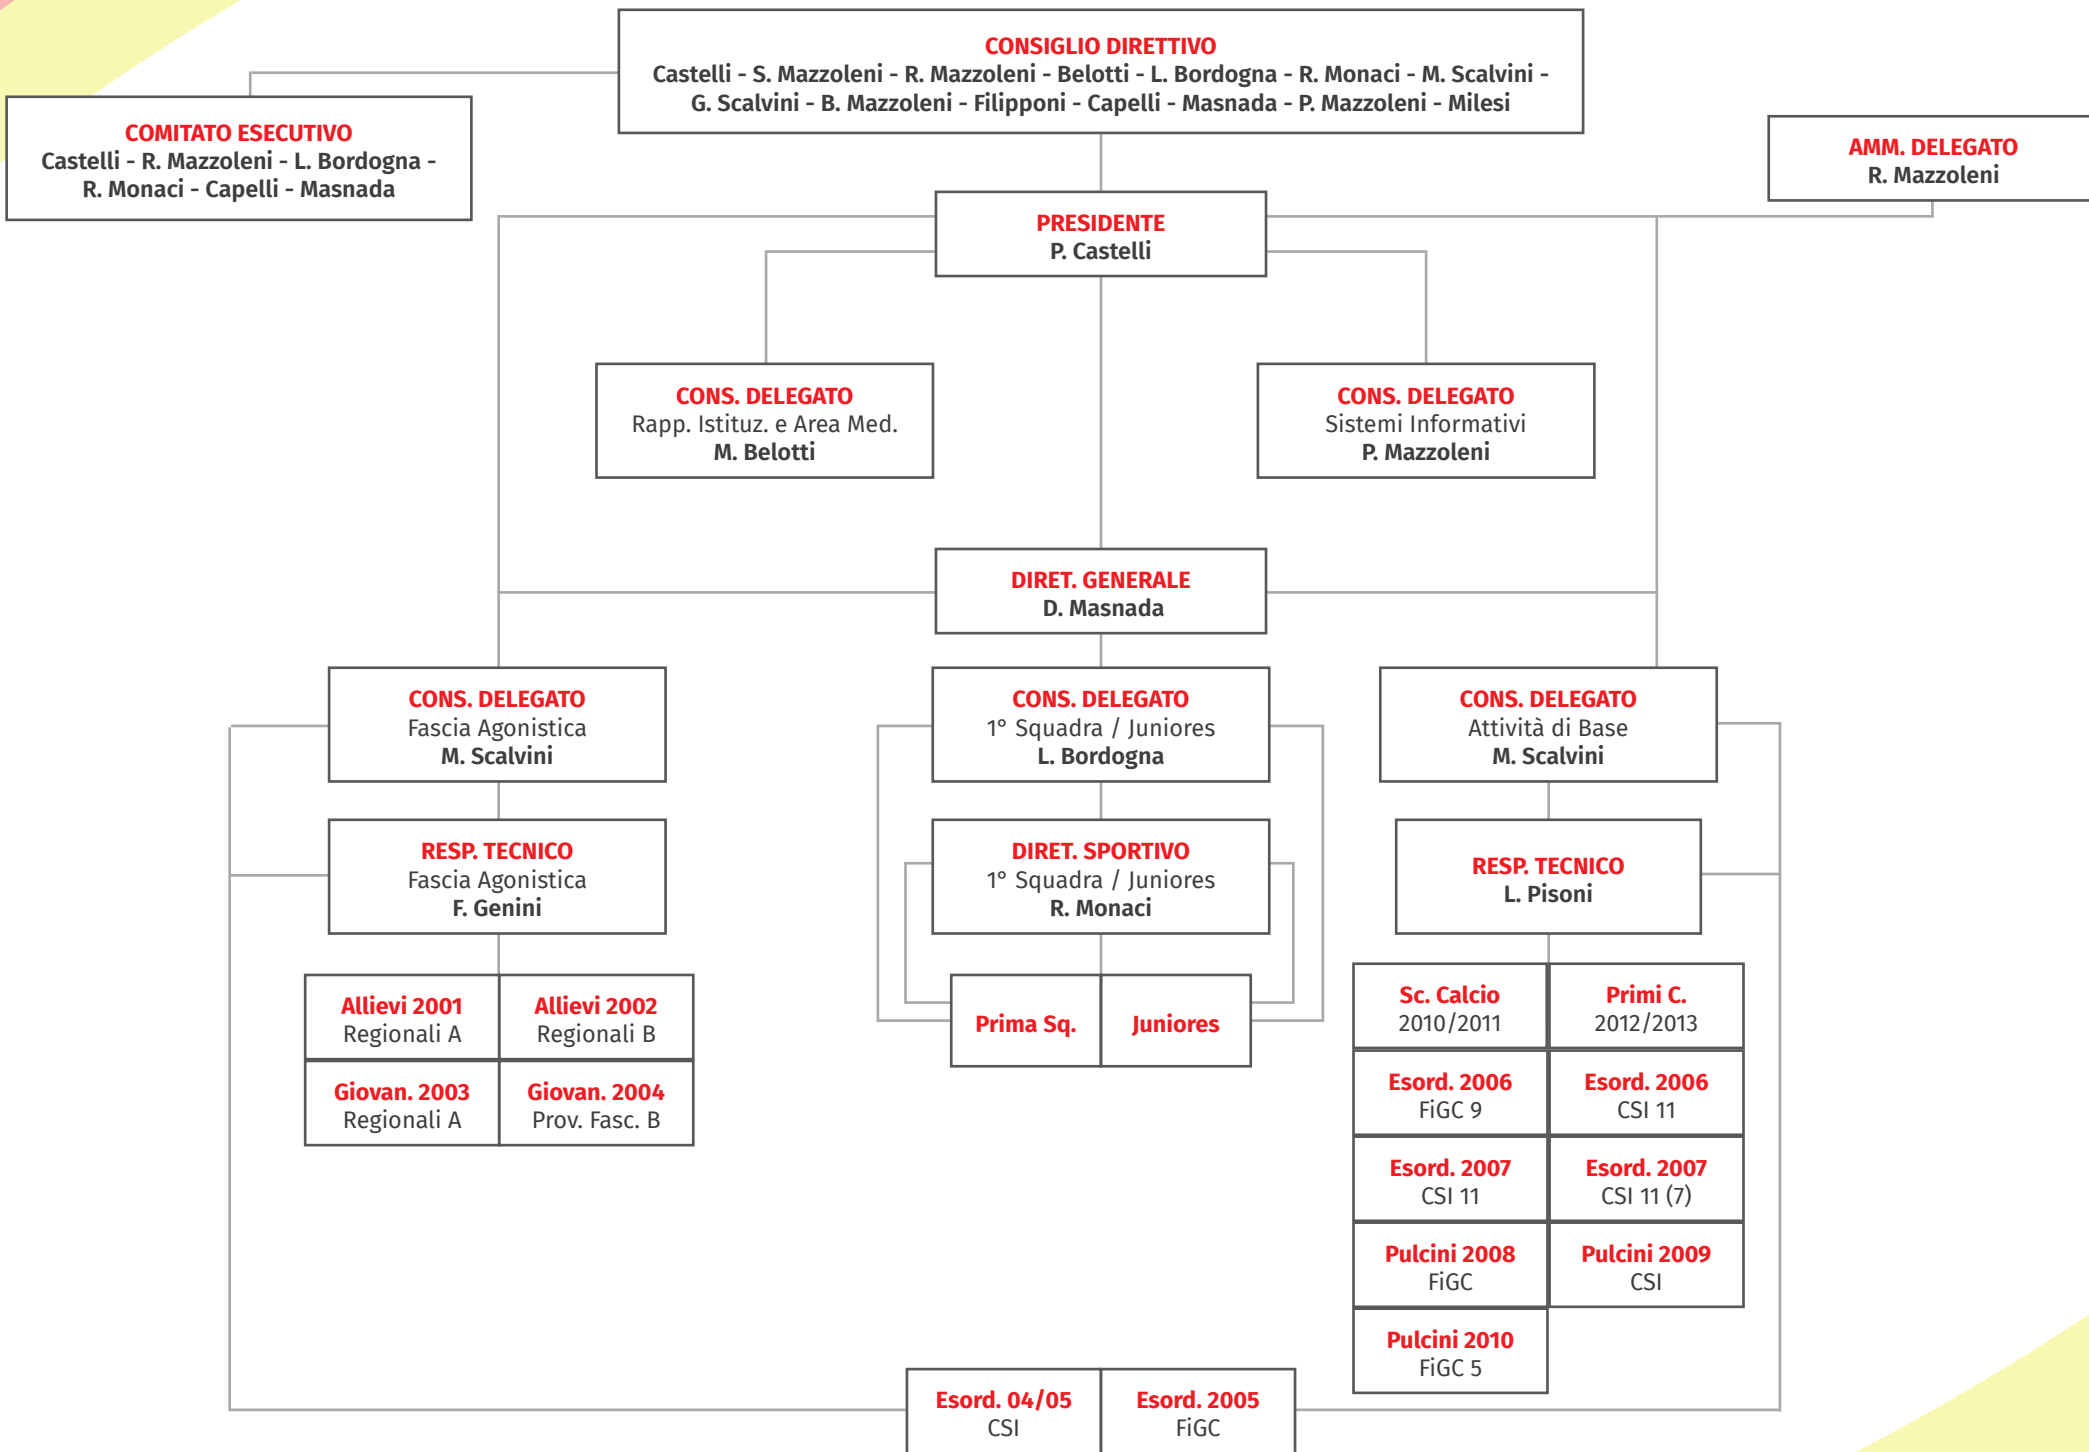 CONSIGLIO DIRETTIVO
Castelli - S. Mazzoleni - R. Mazzoleni - Belotti - L. Bordogna - R. Monaci - M. Scalvini -
G. Scalvini - B. Mazzoleni - Filipponi - Capelli - Masnada - P. Mazzoleni - Milesi
COMITATO ESECUTIVO
Castelli - R. Mazzoleni - L. Bordogna -
R. Monaci - Capelli - Masnada
AMM. DELEGATO
R. Mazzoleni
PRESIDENTE
P. Castelli
CONS. DELEGATO
Rapp. Istituz. e Area Med.
M. Belotti
CONS. DELEGATO
Sistemi Informativi
P. Mazzoleni
DIRET. GENERALE
D. Masnada
CONS. DELEGATO
Fascia Agonistica
M. Scalvini
CONS. DELEGATO
1° Squadra / Juniores
L. Bordogna
CONS. DELEGATO
Attività di Base
M. Scalvini
RESP. TECNICO
Fascia Agonistica
F. Genini
DIRET. SPORTIVO
1° Squadra / Juniores
R. Monaci
RESP. TECNICO
L. Pisoni
Allievi 2001
Regionali A
Allievi 2002
Regionali B
Giovan. 2003
Regionali A
Giovan. 2004
Prov. Fasc. B
Prima Sq.
Juniores
Sc. Calcio
2010/2011
Primi C.
2012/2013
Esord. 2006
FiGC 9
Esord. 2006
CSI 11
Esord. 2007
CSI 11
Esord. 2007
CSI 11 (7)
Pulcini 2008
FiGC
Pulcini 2009
CSI
Pulcini 2010
FiGC 5
Esord. 04/05
CSI
Esord. 2005
FiGC